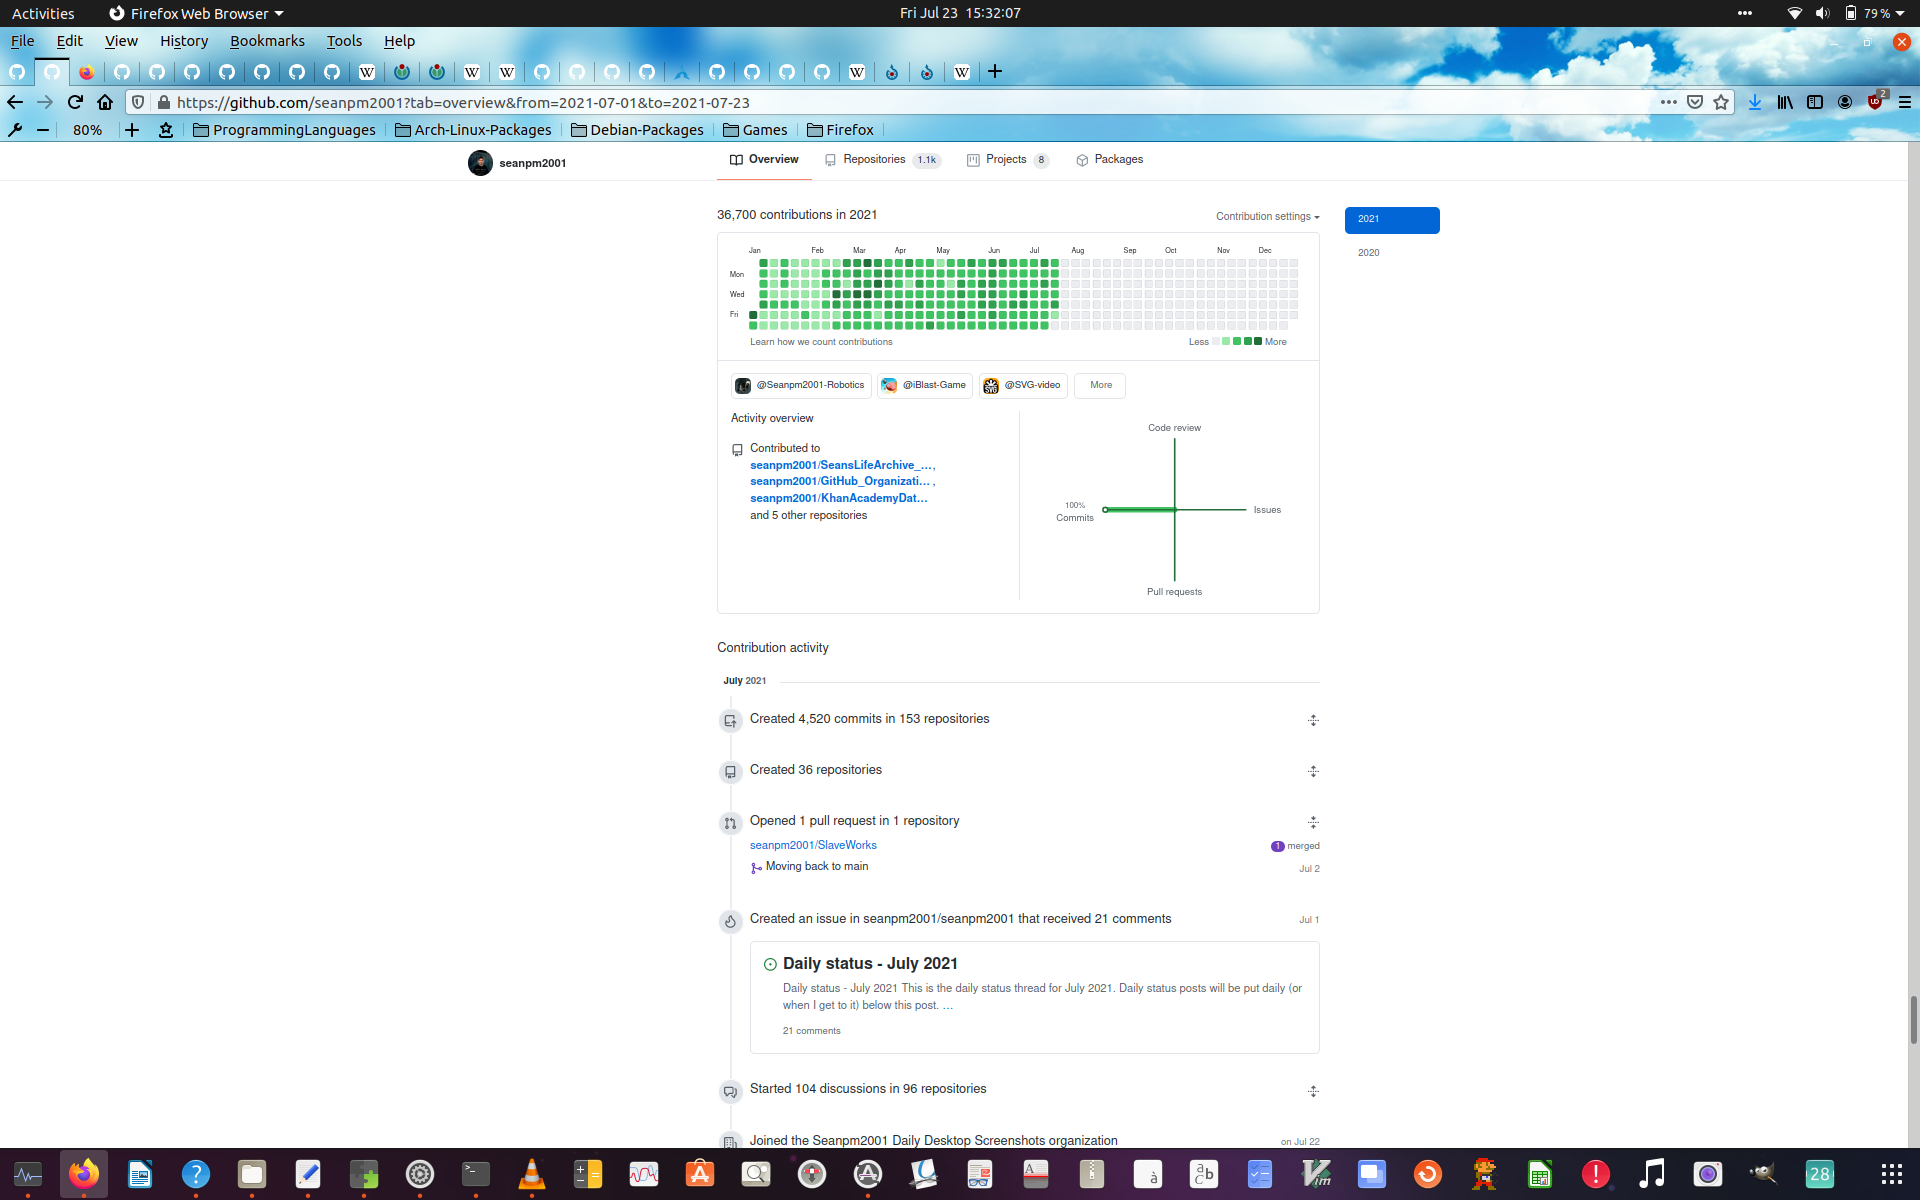 Activities Firefox Web Browser Fri Jul 23 15:32:07 79 %
File Edit View History Bookmarks Tools Help
https://github.com/seanpm2001?tab=overview&from=2021-07-01&to=2021-07-23 2
80% ProgrammingLanguages Arch-Linux-Packages Debian-Packages Games Firefox
seanpm2001 Overview Repositories 1.1k Projects 8 Packages
36,700 contributions in 2021 Contribution settings 2021
2020
Jan Feb Mar Apr May Jun Jul Aug Sep Oct Nov Dec
Mon
Wed
Fri
Learn how we count contributions Less More
@Seanpm2001-Robotics @iBlast-Game @SVG-video More
Activity overview
Contributed to
seanpm2001/SeansLifeArchive_…,
seanpm2001/GitHub_Organizati… ,
seanpm2001/KhanAcademyDat…
and 5 other repositories
Code review
100%
Commits
Issues
Pull requests
Contribution activity
July 2021
Created 4,520 commits in 153 repositories
Created 36 repositories
Opened 1 pull request in 1 repository
seanpm2001/SlaveWorks 1 merged
Moving back to main Jul 2
Created an issue in seanpm2001/seanpm2001 that received 21 comments Jul 1
Daily status - July 2021
Daily status - July 2021 This is the daily status thread for July 2021. Daily status posts will be put daily (or
when I get to it) below this post. …
21 comments
Started 104 discussions in 96 repositories
Joined the Seanpm2001 Daily Desktop Screenshots organization on Jul 22
28